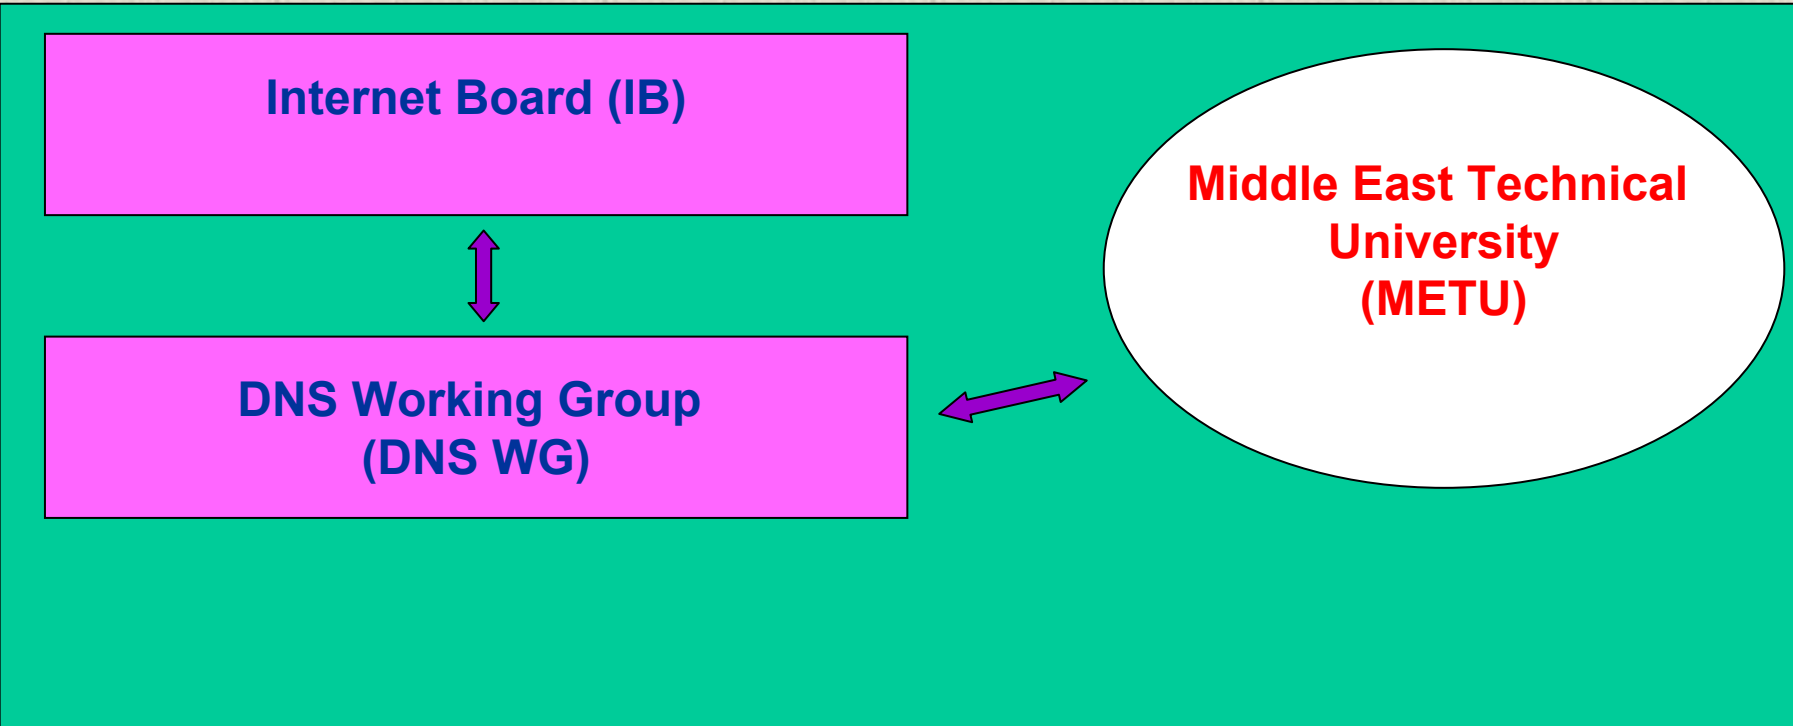 Internet Board (IB)
DNS Working Group
(DNS WG)
Middle East Technical
University
(METU)